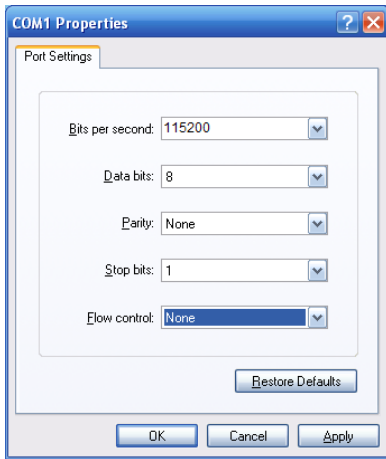 COM1 Properties
Port Settings
Bits per second: 115200
Data bits: 8
Parity: None
Stop bits: 1
Flow control: None
Restore Defaults
OK Cancel Apply